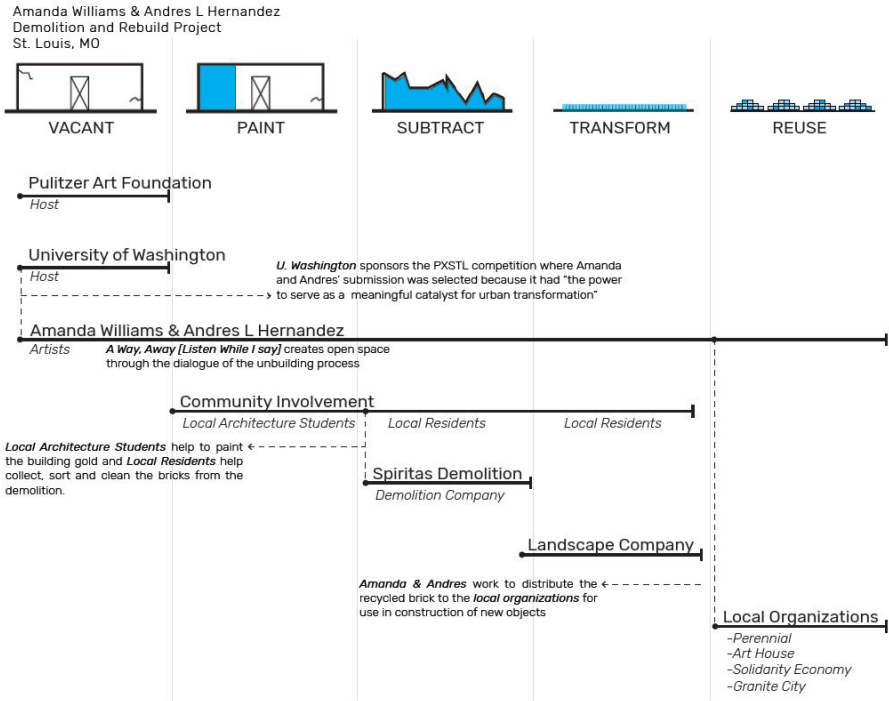 Amanda Williams & Andres L Hernandez
Demolition and Rebuild Project
St. Louis, MO
VACANT
PAINT
SUBTRACT
TRANSFORM
REUSE
Pulitzer Art Foundation
Host
University of Washington
Host
U. Washington sponsors the PXSTL competition where Amanda
and Andres' submission was selected because it had "the power
to serve as a meaningful catalyst for urban transformation"
Amanda Williams & Andres L Hernandez
Artists
A Way, Away [Listen While I say] creates open space
through the dialogue of the unbuilding process
Community Involvement
Local Architecture Students
Local Residents
Local Residents
Local Architecture Students help to paint
the building gold and Local Residents help
collect, sort and clean the bricks from the
demolition.
Spiritas Demolition
Demolition Company
Landscape Company
Amanda & Andres work to distribute the
recycled brick to the local organizations for
use in construction of new objects
Local Organizations
-Perennial
-Art House
-Solidarity Economy
-Granite City